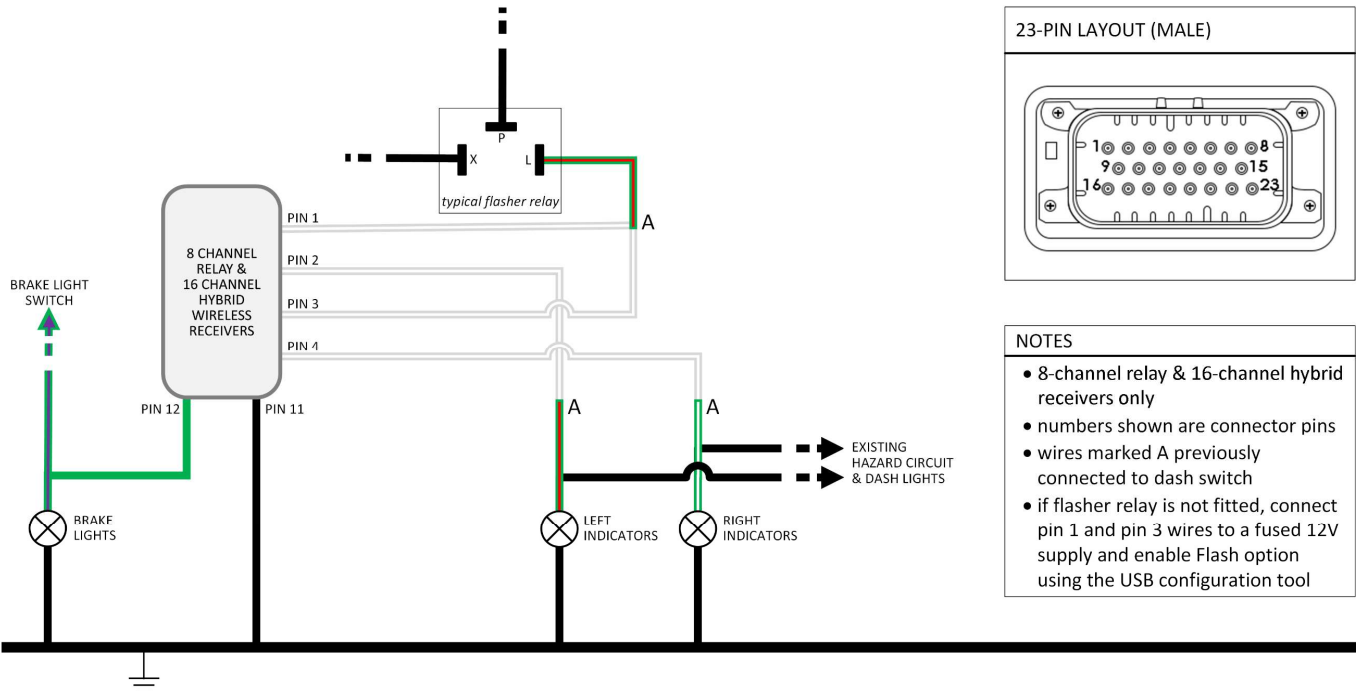 23-PIN LAYOUT (MALE)
1
8
9
15
16
23
P
X
L
typical flasher relay
A
PIN 1
PIN 2
PIN 3
PIN 4
8 CHANNEL
RELAY &
16 CHANNEL
HYBRID
WIRELESS
RECEIVERS
BRAKE LIGHT
SWITCH
PIN 12
PIN 11
A
A
EXISTING
HAZARD CIRCUIT
& DASH LIGHTS
BRAKE
LIGHTS
LEFT
INDICATORS
RIGHT
INDICATORS
NOTES
• 8-channel relay & 16-channel hybrid
receivers only
• numbers shown are connector pins
• wires marked A previously
connected to dash switch
• if flasher relay is not fitted, connect
pin 1 and pin 3 wires to a fused 12V
supply and enable Flash option
using the USB configuration tool